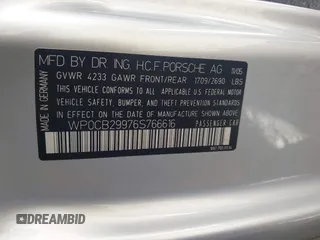 MFD BY DR ING. H.C.F. PORSCHE AG 11/05
GVWR 4233 GAWR FRONT/REAR 1709/2690 LBS
THIS VEHICLE CONFORMS TO ALL APPLICABLE
FEDERAL MOTOR VEHICLE
SAFETY, BUMPER, AND THEFT PREVENTION
STANDARDS IN EFFECT ON THE DATE OF
MANUFACTURE SHOWN ABOVE
WP0CB29976S766616 PASSENGER CAR
MADE IN GERMANY
DREAMBID